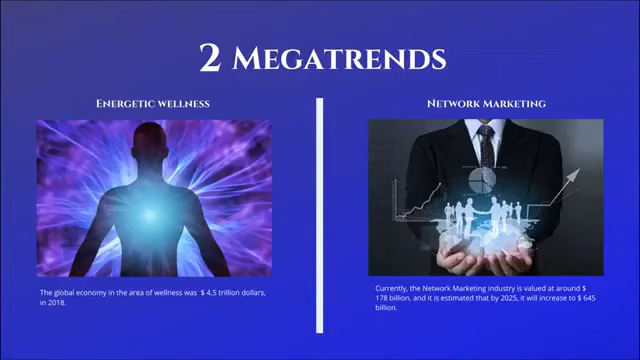 2 Megatrends
Energetic wellness
Network Marketing
The global economy in the area of wellness was $ 4.5 trillion dollars,
in 2018.
Currently, the Network Marketing industry is valued at around $
178 billion, and it is estimated that by 2025, it will increase to $ 645
billion.